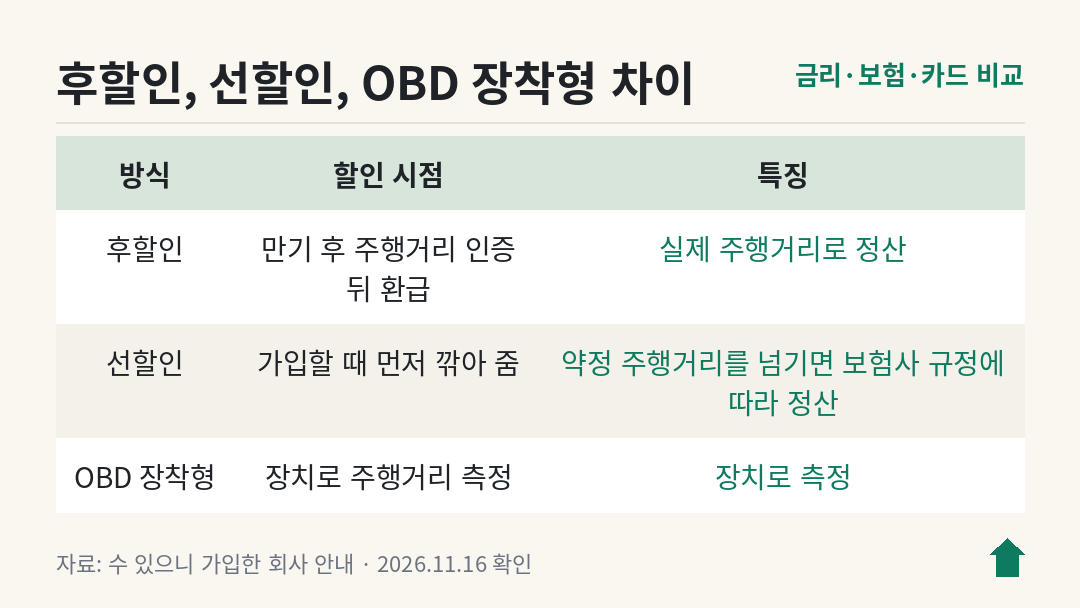 후할인, 선할인, OBD 장착형 차이
금리·보험·카드 비교
방식 할인 시점 특징
후할인 만기 후 주행거리 인증 실제 주행거리로 정산
뒤 환급
선할인 가입할 때 먼저 깎아 줌 약정 주행거리를 넘기면 보험사 규정에
따라 정산
OBD 장착형 장치로 주행거리 측정 장치로 측정
자료: 수 있으니 가입한 회사 안내 · 2026.11.16 확인